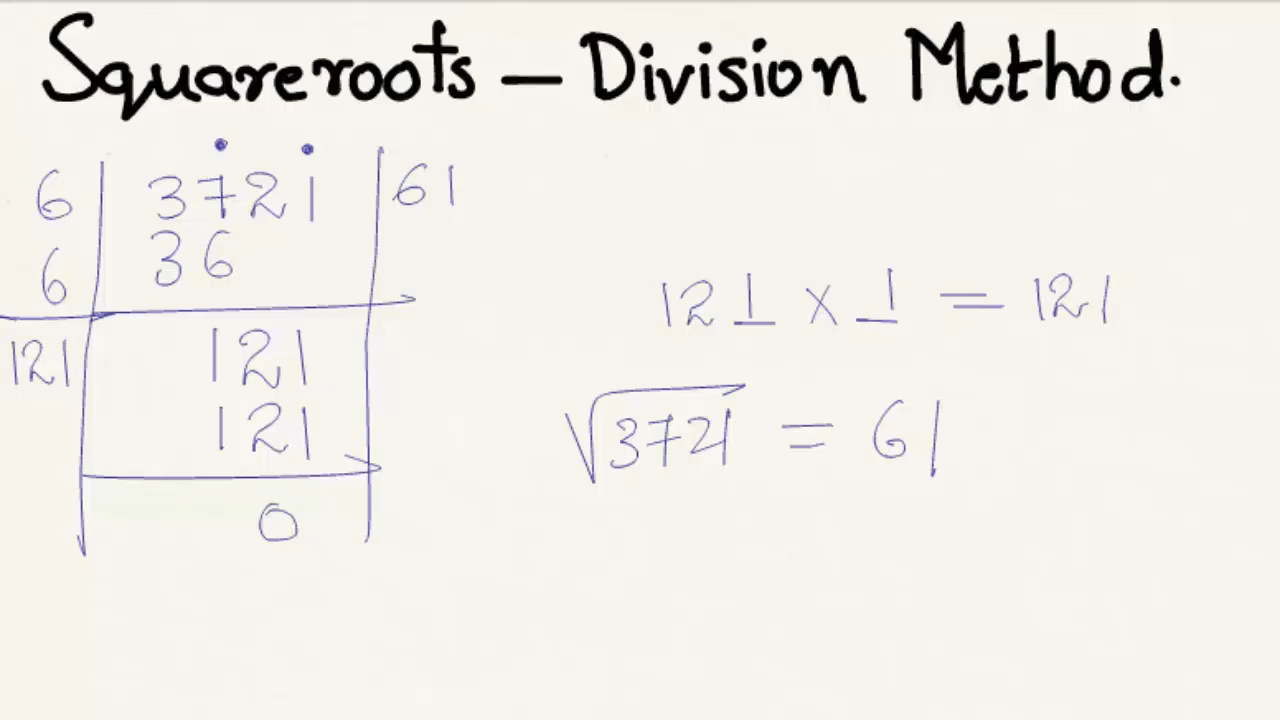 Squareroots - Division Method.
6 | 3721 | 61
6 | 36
121 | 121
121
0
121 x 1 = 121
√3721 = 61